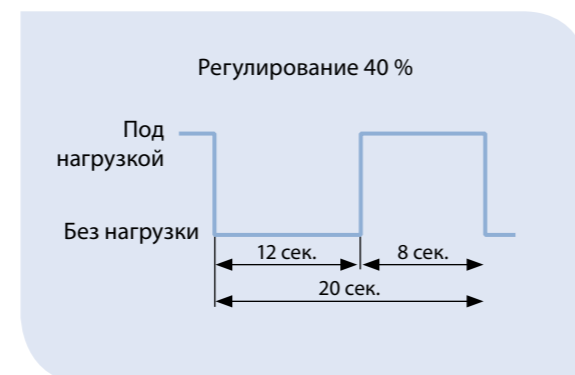 Регулирование 40 %
Под
нагрузкой
Без нагрузки
12 сек.
8 сек.
20 сек.